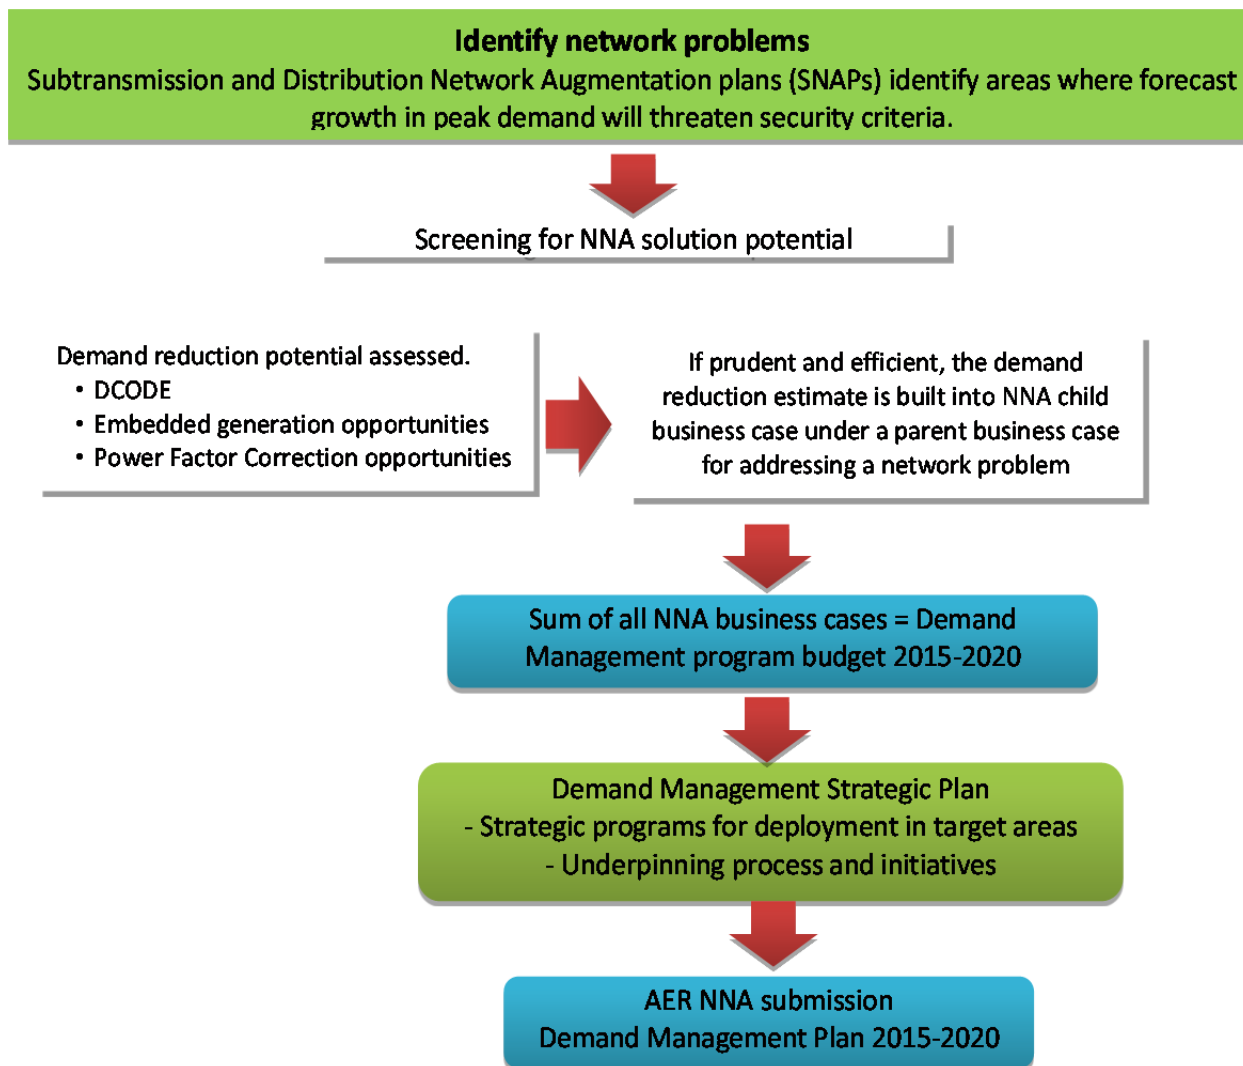 Identify network problems
Subtransmission and Distribution Network Augmentation plans (SNAPs) identify areas where forecast
growth in peak demand will threaten security criteria.
Screening for NNA solution potential
Demand reduction potential assessed.
• DCODE
• Embedded generation opportunities
• Power Factor Correction opportunities
If prudent and efficient, the demand
reduction estimate is built into NNA child
business case under a parent business case
for addressing a network problem
Sum of all NNA business cases = Demand
Management program budget 2015-2020
Demand Management Strategic Plan
- Strategic programs for deployment in target areas
- Underpinning process and initiatives
AER NNA submission
Demand Management Plan 2015-2020